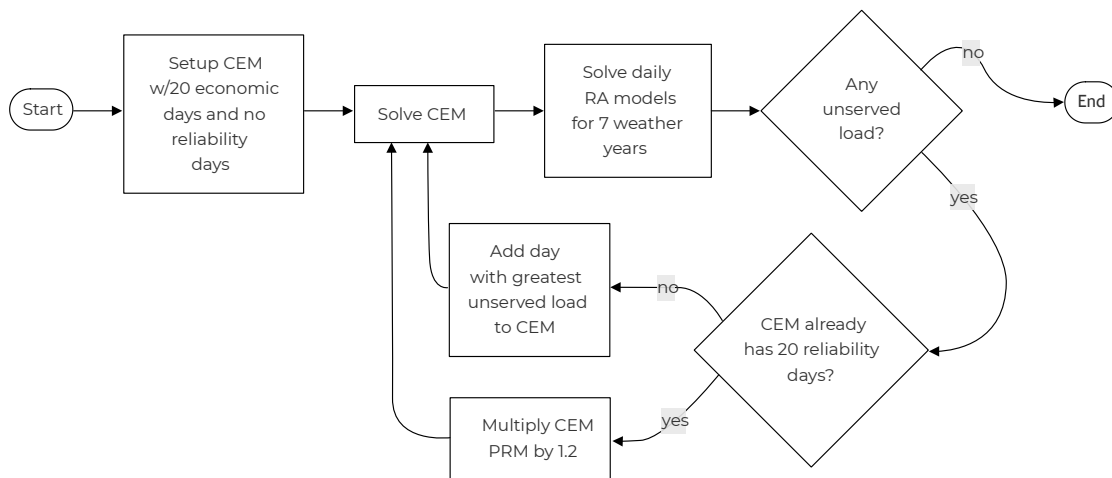 Start
Setup CEM
w/20 economic
days and no
reliability
days
Solve CEM
Solve daily
RA models
for 7 weather
years
Any
unserved
load?
no
End
yes
CEM already
has 20 reliability
days?
no
Add day
with greatest
unserved load
to CEM
yes
Multiply CEM
PRM by 1.2